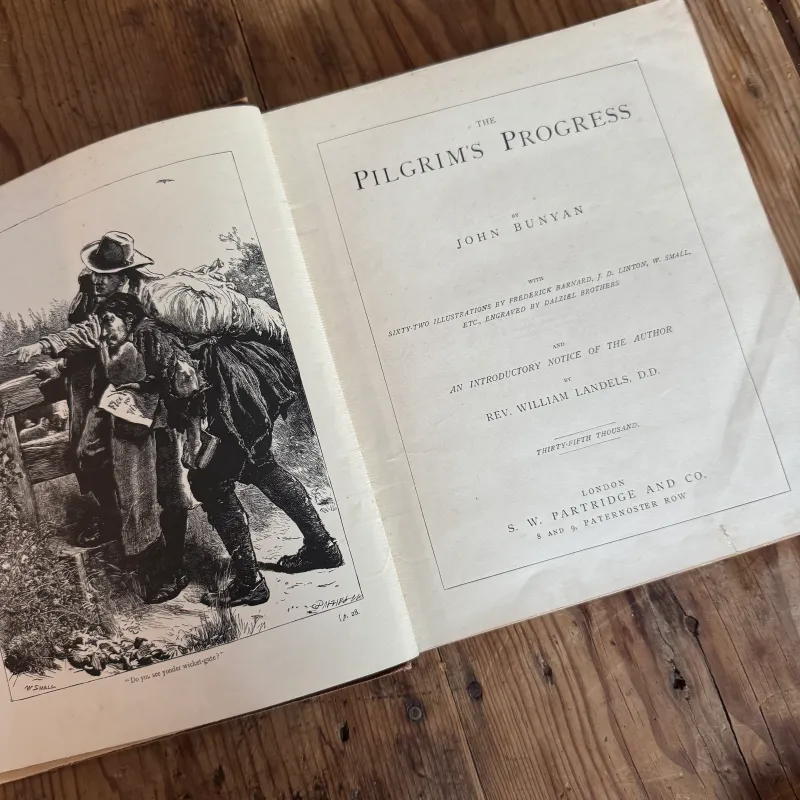 "Do you see yonder wicket-gate?"
[p. 28.
W SMALL
THE
PILGRIM'S PROGRESS
BY
JOHN BUNYAN
WITH
SIXTY-TWO ILLUSTRATIONS BY FREDERICK BARNARD, J. D. LINTON, W. SMALL,
ETC., ENGRAVED BY DALZIEL BROTHERS
AND
AN INTRODUCTORY NOTICE OF THE AUTHOR
BY
REV. WILLIAM LANDELS, D.D.
THIRTY-FIFTH THOUSAND.
LONDON
S. W. PARTRIDGE AND CO.
8 AND 9, PATERNOSTER ROW